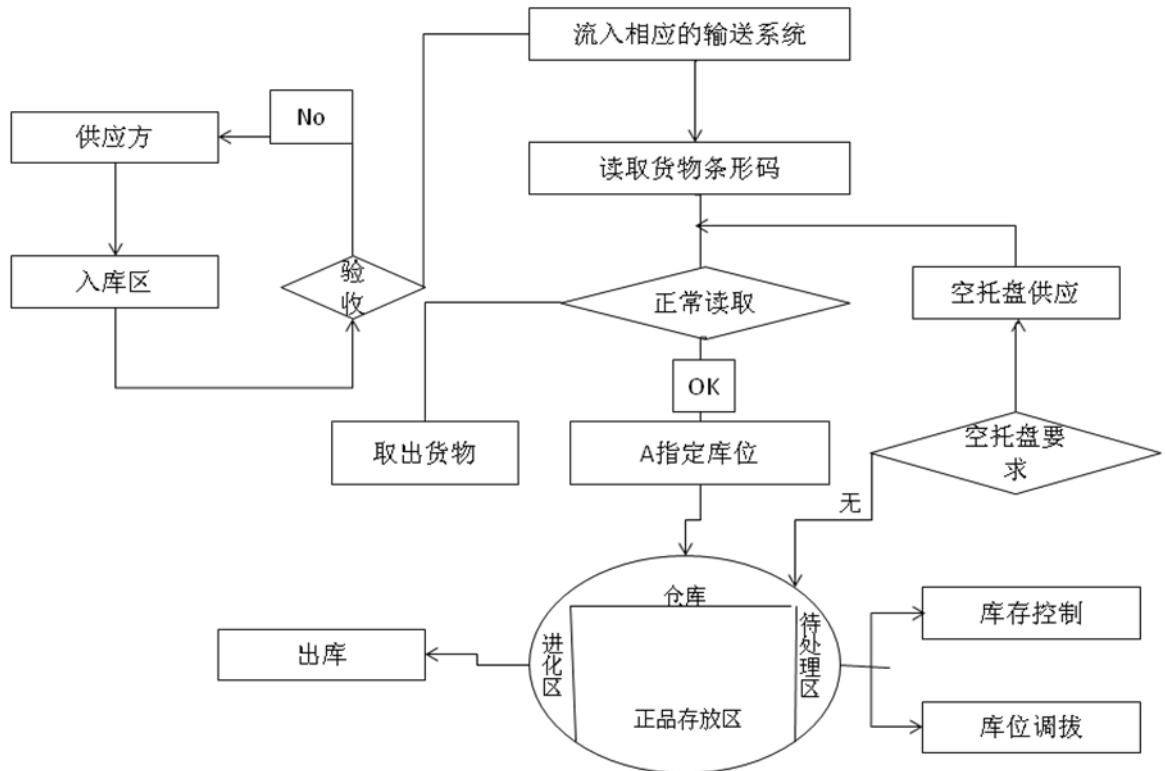 流入相应的输送系统
No
供应方
读取货物条形码
入库区
验
收
正常读取
空托盘供应
OK
取出货物
A指定库位
空托盘要
求
无
仓库
进化区
待处理区
正品存放区
出库
库存控制
库位调拔